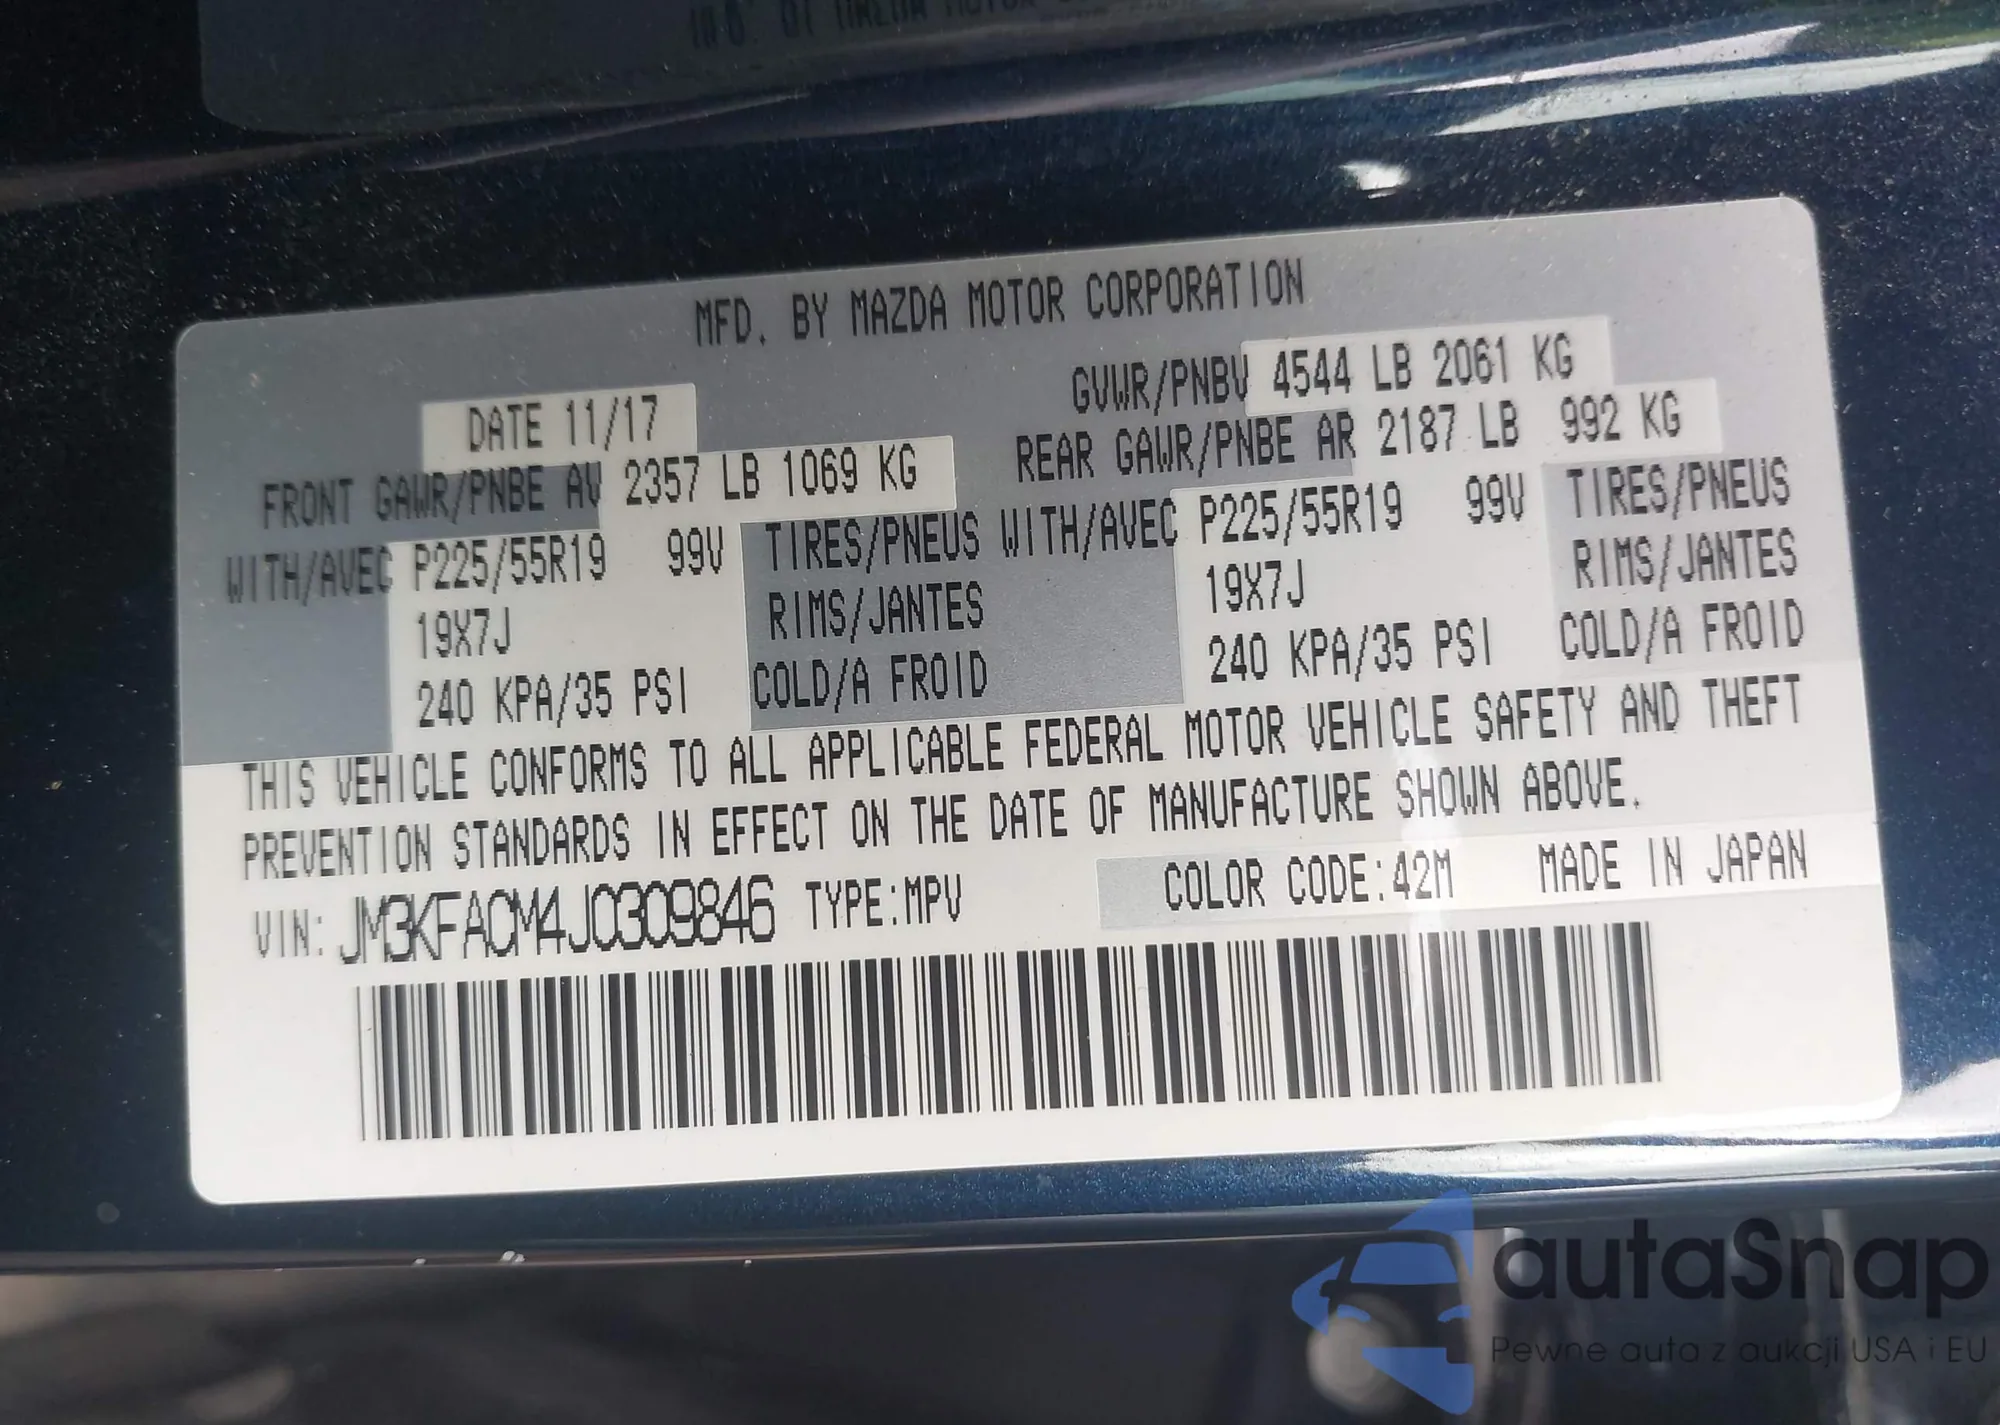 MFD. BY MAZDA MOTOR CORPORATION
GVWR/PNBV 4544 LB 2061 KG
DATE 11/17
REAR GAWR/PNBE AR 2187 LB 992 KG
FRONT GAWR/PNBE AV 2357 LB 1069 KG
WITH/AVEC P225/55R19 99V TIRES/PNEUS WITH/AVEC P225/55R19 99V TIRES/PNEUS
19X7J RIMS/JANTES 19X7J RIMS/JANTES
240 KPA/35 PSI COLD/A FROID 240 KPA/35 PSI COLD/A FROID
THIS VEHICLE CONFORMS TO ALL APPLICABLE FEDERAL MOTOR VEHICLE SAFETY AND THEFT
PREVENTION STANDARDS IN EFFECT ON THE DATE OF MANUFACTURE SHOWN ABOVE.
VIN: JM3KFACM4J0309846 TYPE:MPV COLOR CODE:42M MADE IN JAPAN
autaSnap
Pewne auta z aukcji USA i EU